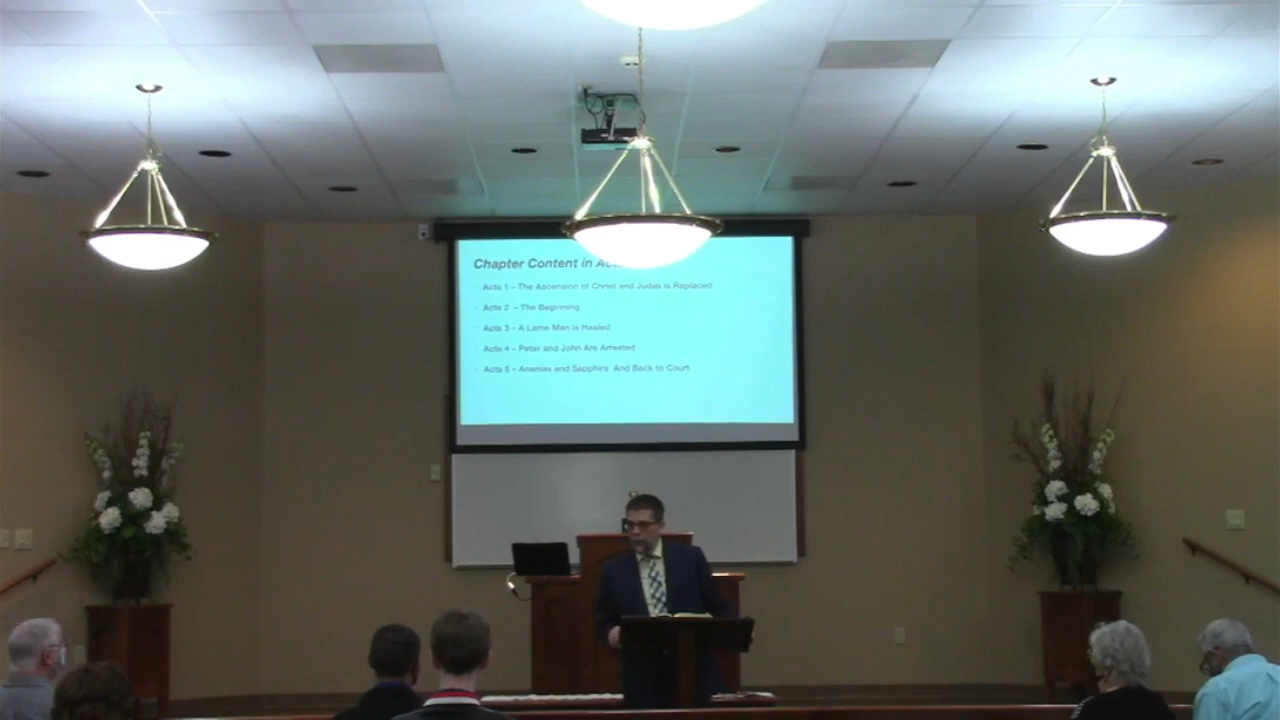 Chapter Content in Ac
Acts 1 – The Ascension of Christ and Judas is Replaced
Acts 2 – The Beginning
Acts 3 – A Lame Man is Healed
Acts 4 – Peter and John Are Arrested
Acts 5 – Ananias and Sapphira And Back to Court